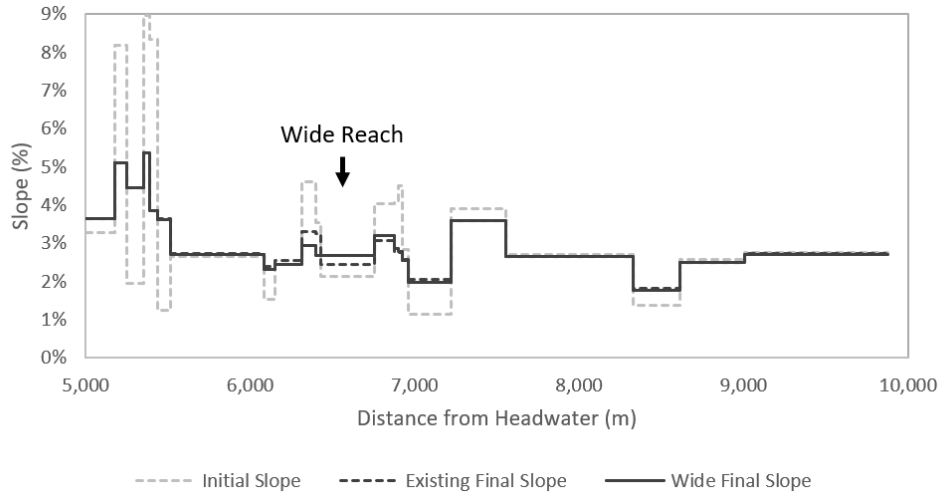 9%
8%
7%
6%
5%
4%
3%
2%
1%
0%
Slope (%)
Wide Reach
5,000 6,000 7,000 8,000 9,000 10,000
Distance from Headwater (m)
Initial Slope Existing Final Slope Wide Final Slope